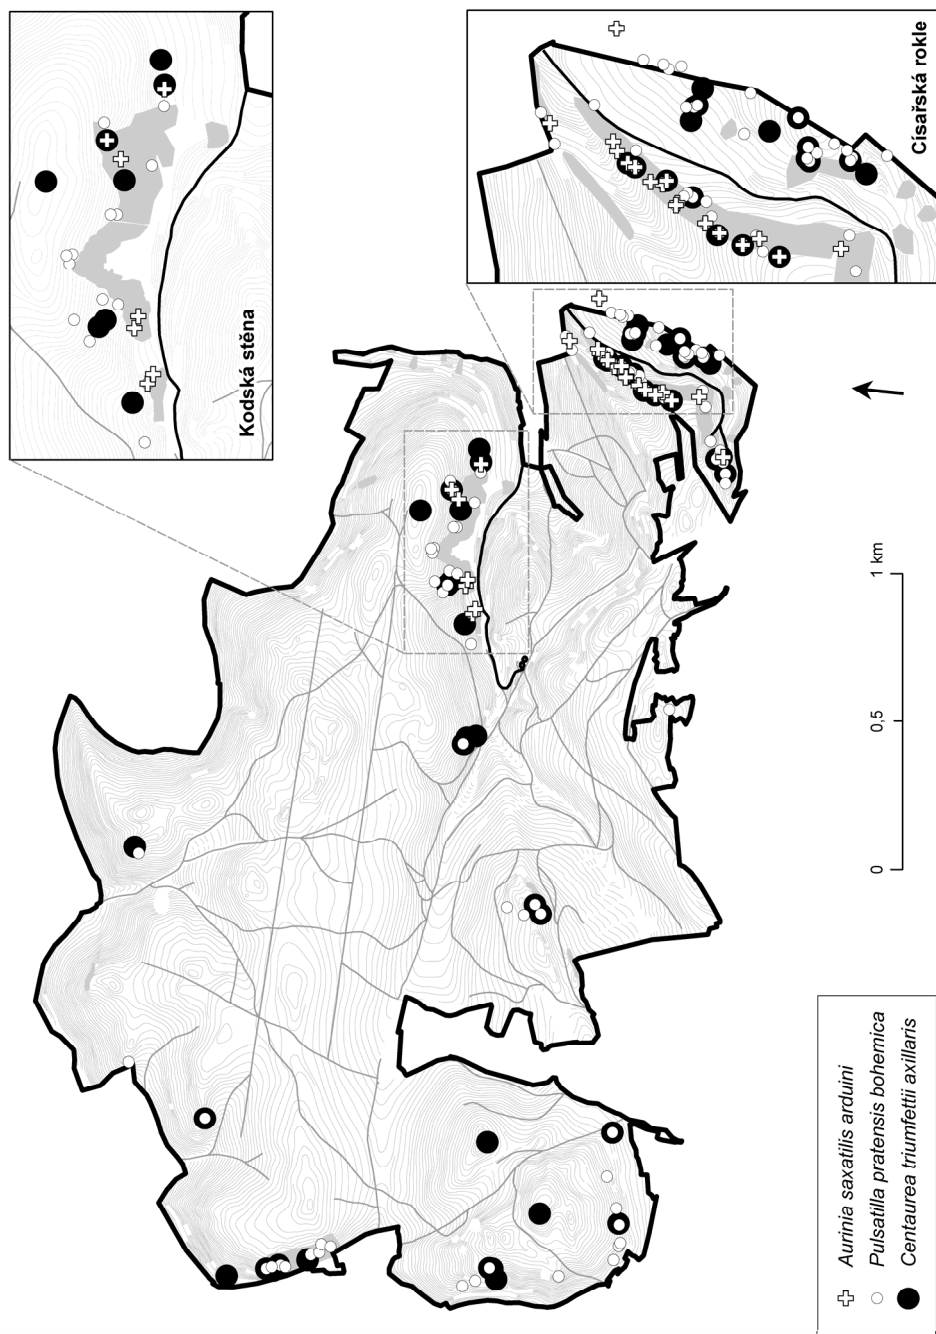 Kodská stěna
Císařská rokle
0
0,5
1 km
Aurinia saxatilis arduini
Pulsatilla pratensis bohemica
Centaurea triumfettii axillaris